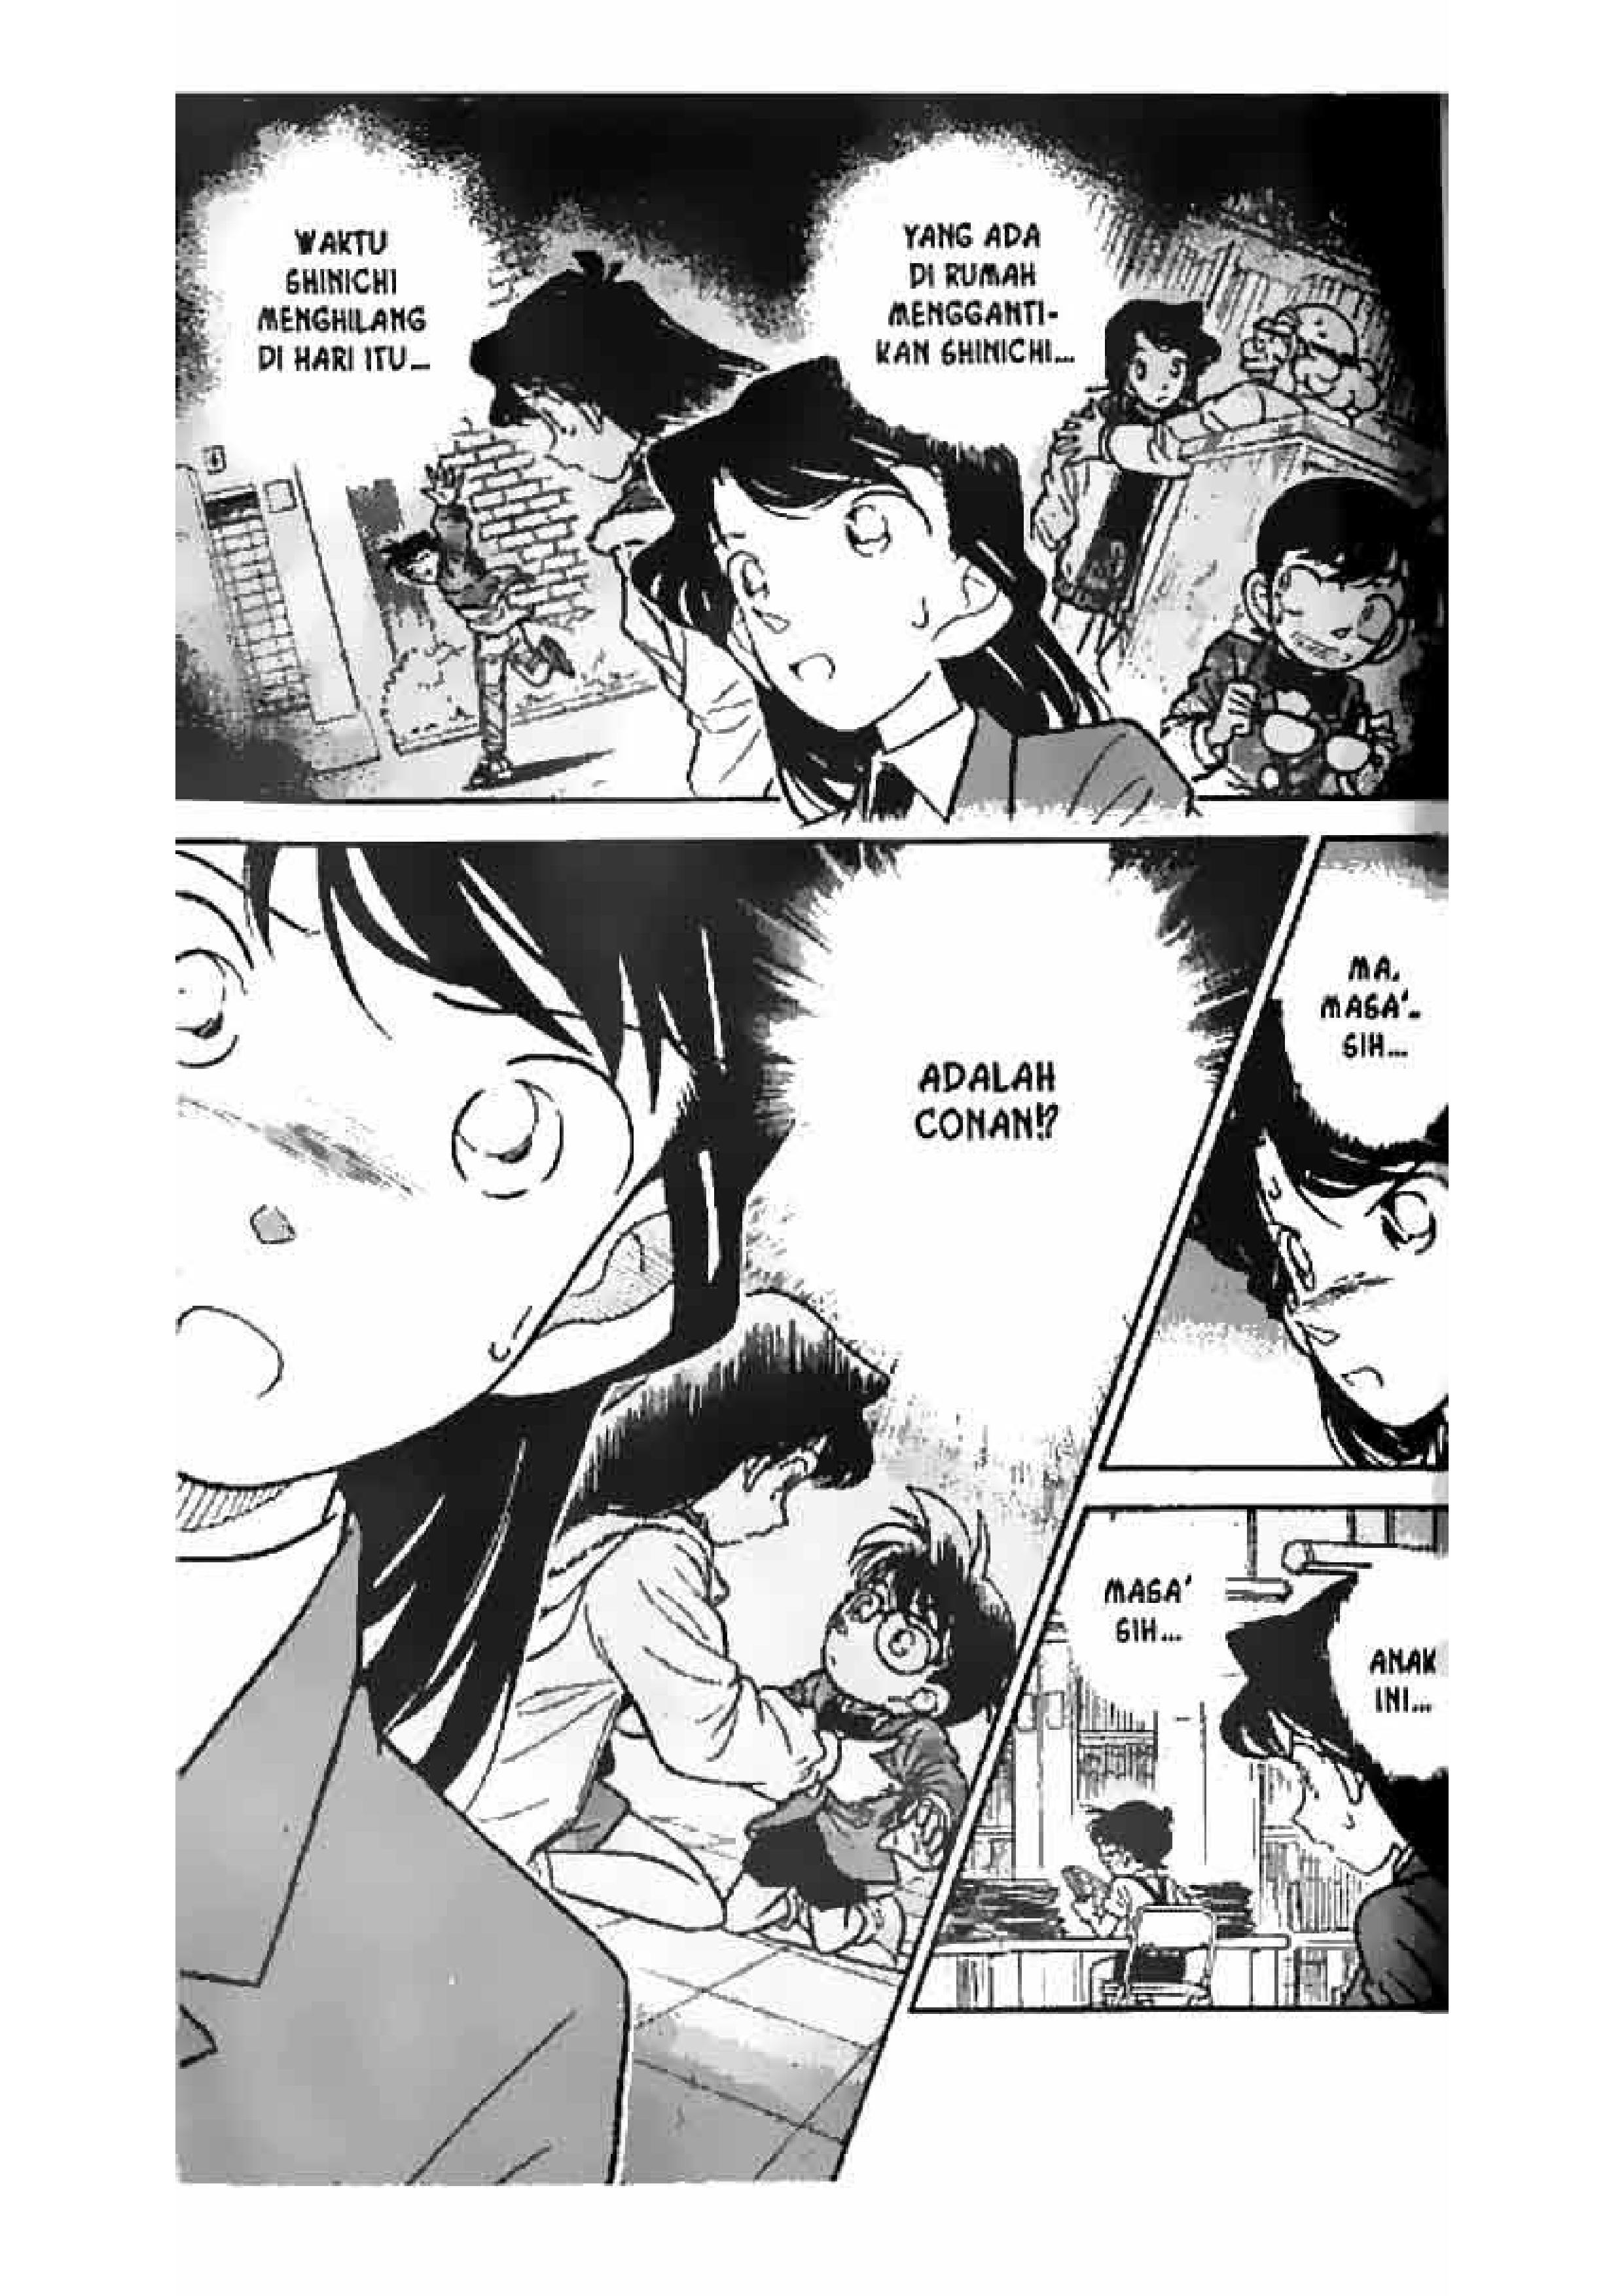 WAKTU
SHINICHI
MENGHILANG
DI HARI ITU...
YANG ADA
DI RUMAH
MENGGANTI-
KAN SHINICHI...
ADALAH
CONAN!?
MA,
MASA'-
SIH...
MASA'
SIH...
ANAK
INI...